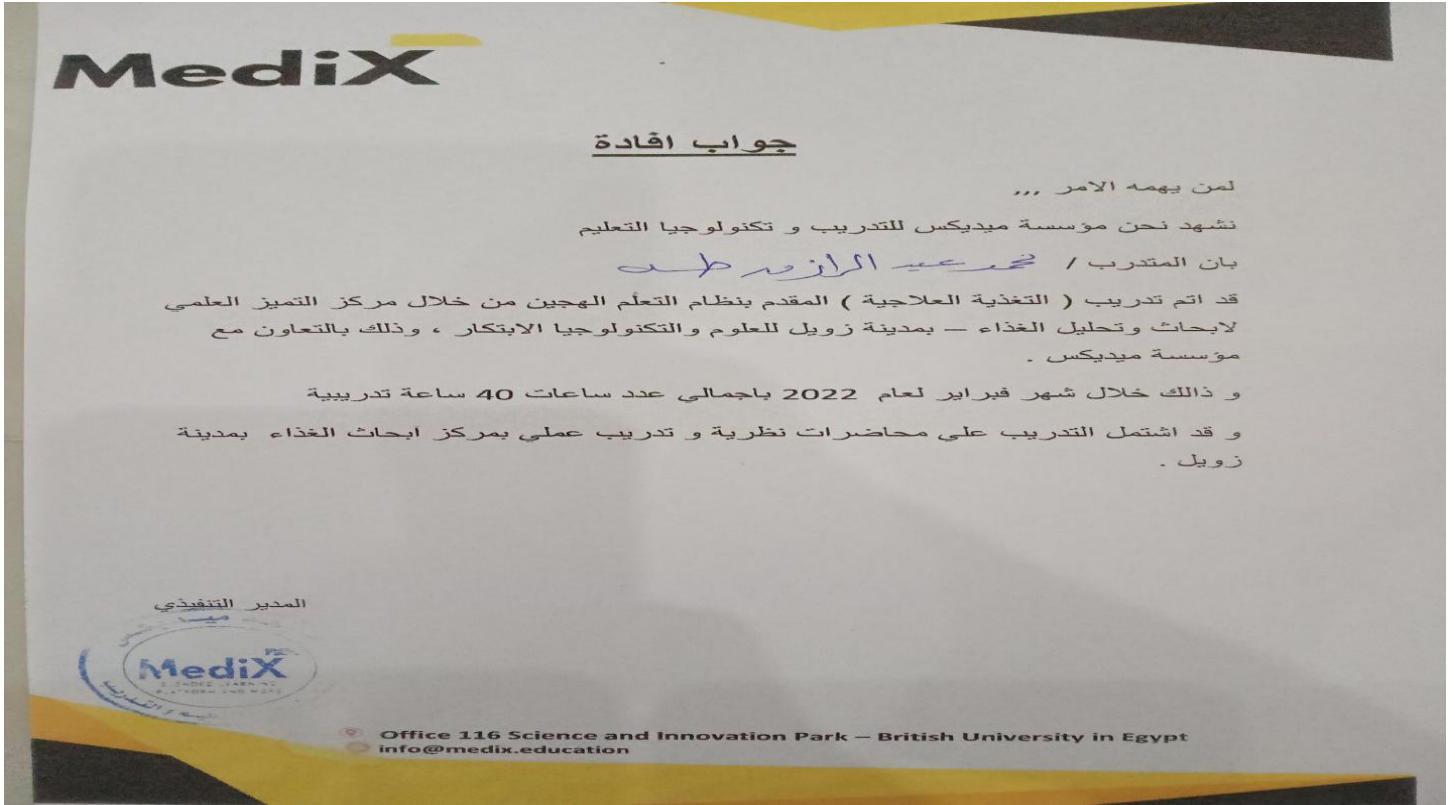 MediX
جواب افادة
لمن يهمه الامر ,,,
نشهد نحن مؤسسة ميديكس للتدريب و تكنولوجيا التعليم
بان المتدرب / محمد عبد الرازق طه
قد اتم تدريب ( التغذية العلاجية ) المقدم بنظام التعلم الهجين من خلال مركز التميز العلمي
لابحاث وتحليل الغذاء – بمدينة زويل للعلوم والتكنولوجيا الابتكار ، وذلك بالتعاون مع
مؤسسة ميديكس .
و ذالك خلال شهر فبراير لعام 2022 باجمالي عدد ساعات 40 ساعة تدريبية
و قد اشتمل التدريب علي محاضرات نظرية و تدريب عملي بمركز ابحاث الغذاء بمدينة
زويل .
المدير التنفيذي
MediX
Office 116 Science and Innovation Park – British University in Egypt
info@medix.education